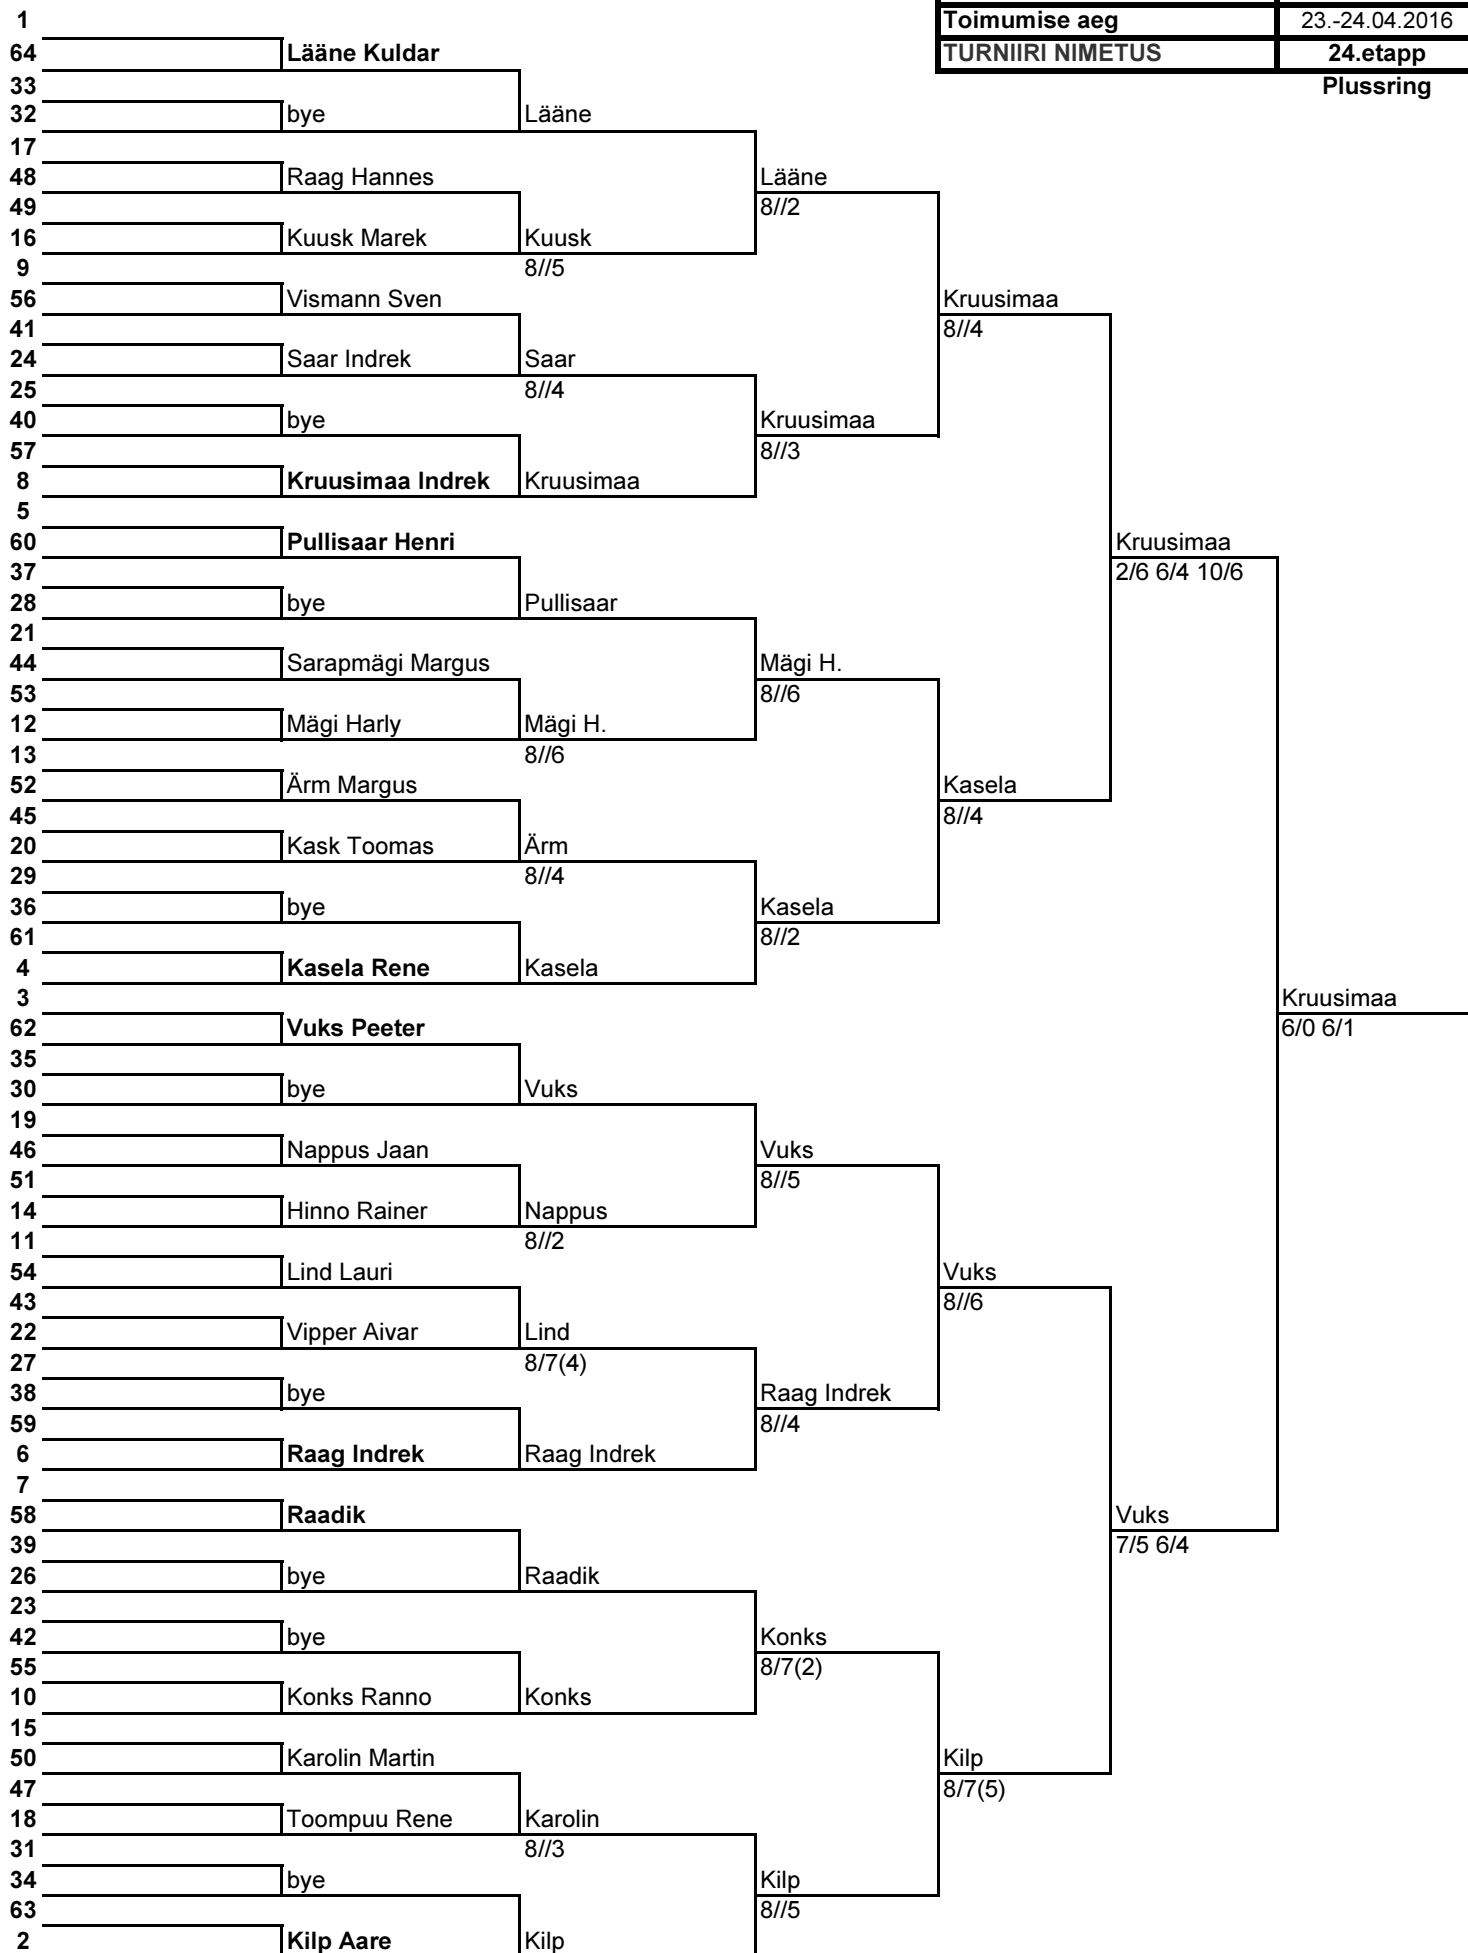 1
Toimumise aeg 23.-24.04.2016
64 Lääne Kuldar TURNIIRI NIMETUS 24.etapp
33 Plussring
32 bye Lääne
17
48 Raag Hannes Lääne
49 8//2
16 Kuusk Marek Kuusk
9 8//5
56 Vismann Sven Kruusimaa
41 8//4
24 Saar Indrek Saar
25 8//4
40 bye Kruusimaa
57 8//3
8 Kruusimaa Indrek Kruusimaa
5
60 Pullisaar Henri Kruusimaa
37 2/6 6/4 10/6
28 bye Pullisaar
21
44 Sarapmägi Margus Mägi H.
53 8//6
12 Mägi Harly Mägi H.
13 8//6
52 Ärm Margus Kasela
45 8//4
20 Kask Toomas Ärm
29 8//4
36 bye Kasela
61 8//2
4 Kasela Rene Kasela
3 Kruusimaa
62 Vuks Peeter 6/0 6/1
35
30 bye Vuks
19
46 Nappus Jaan Vuks
51 8//5
14 Hinno Rainer Nappus
11 8//2
54 Lind Lauri Vuks
43 8//6
22 Vipper Aivar Lind
27 8/7(4)
38 bye Raag Indrek
59 8//4
6 Raag Indrek Raag Indrek
7
58 Raadik Vuks
39 7/5 6/4
26 bye Raadik
23
42 bye Konks
55 8/7(2)
10 Konks Ranno Konks
15
50 Karolin Martin Kilp
47 8/7(5)
18 Toompuu Rene Karolin
31 8//3
34 bye Kilp
63 8//5
2 Kilp Aare Kilp